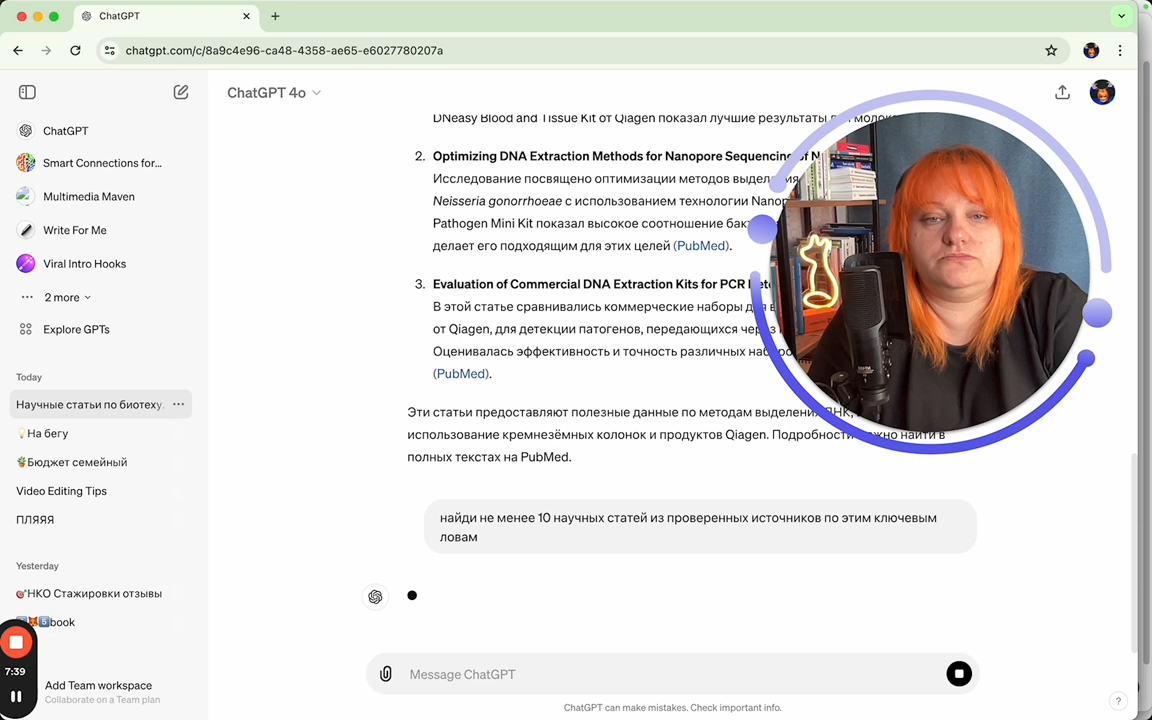 ChatGPT
chatgpt.com/c/8a9c4e96-ca48-4358-ae65-e6027780207a
ChatGPT
Smart Connections for...
Multimedia Maven
Write For Me
Viral Intro Hooks
2 more
Explore GPTs
Today
Научные статьи по биотеху.
На бегу
Бюджет семейный
Video Editing Tips
ПЛЯЯЯ
Yesterday
НКО Стажировки отзывы
book
7:39
Add Team workspace
Collaborate on a Team plan
ChatGPT 4o
DNeasy Blood and Tissue Kit от Qiagen показал лучшие результаты
2. Optimizing DNA Extraction Methods for Nanopore Sequencing of
Исследование посвящено оптимизации методов
Neisseria gonorrhoeae с использованием технологии
Pathogen Mini Kit показал высокое соотношение
делает его подходящим для этих целей (PubMed).
3. Evaluation of Commercial DNA Extraction Kits for PCR
В этой статье сравнивались коммерческие наборы
от Qiagen, для детекции патогенов, передающихся через
Оценивалась эффективность и точность различных
(PubMed).
Эти статьи предоставляют полезные данные по методам выделения ДНК,
использование кремнезёмных колонок и продуктов Qiagen. Подробности можно найти в
полных текстах на PubMed.
найди не менее 10 научных статей из проверенных источников по этим ключевым
ловам
Message ChatGPT
ChatGPT can make mistakes. Check important info.
?